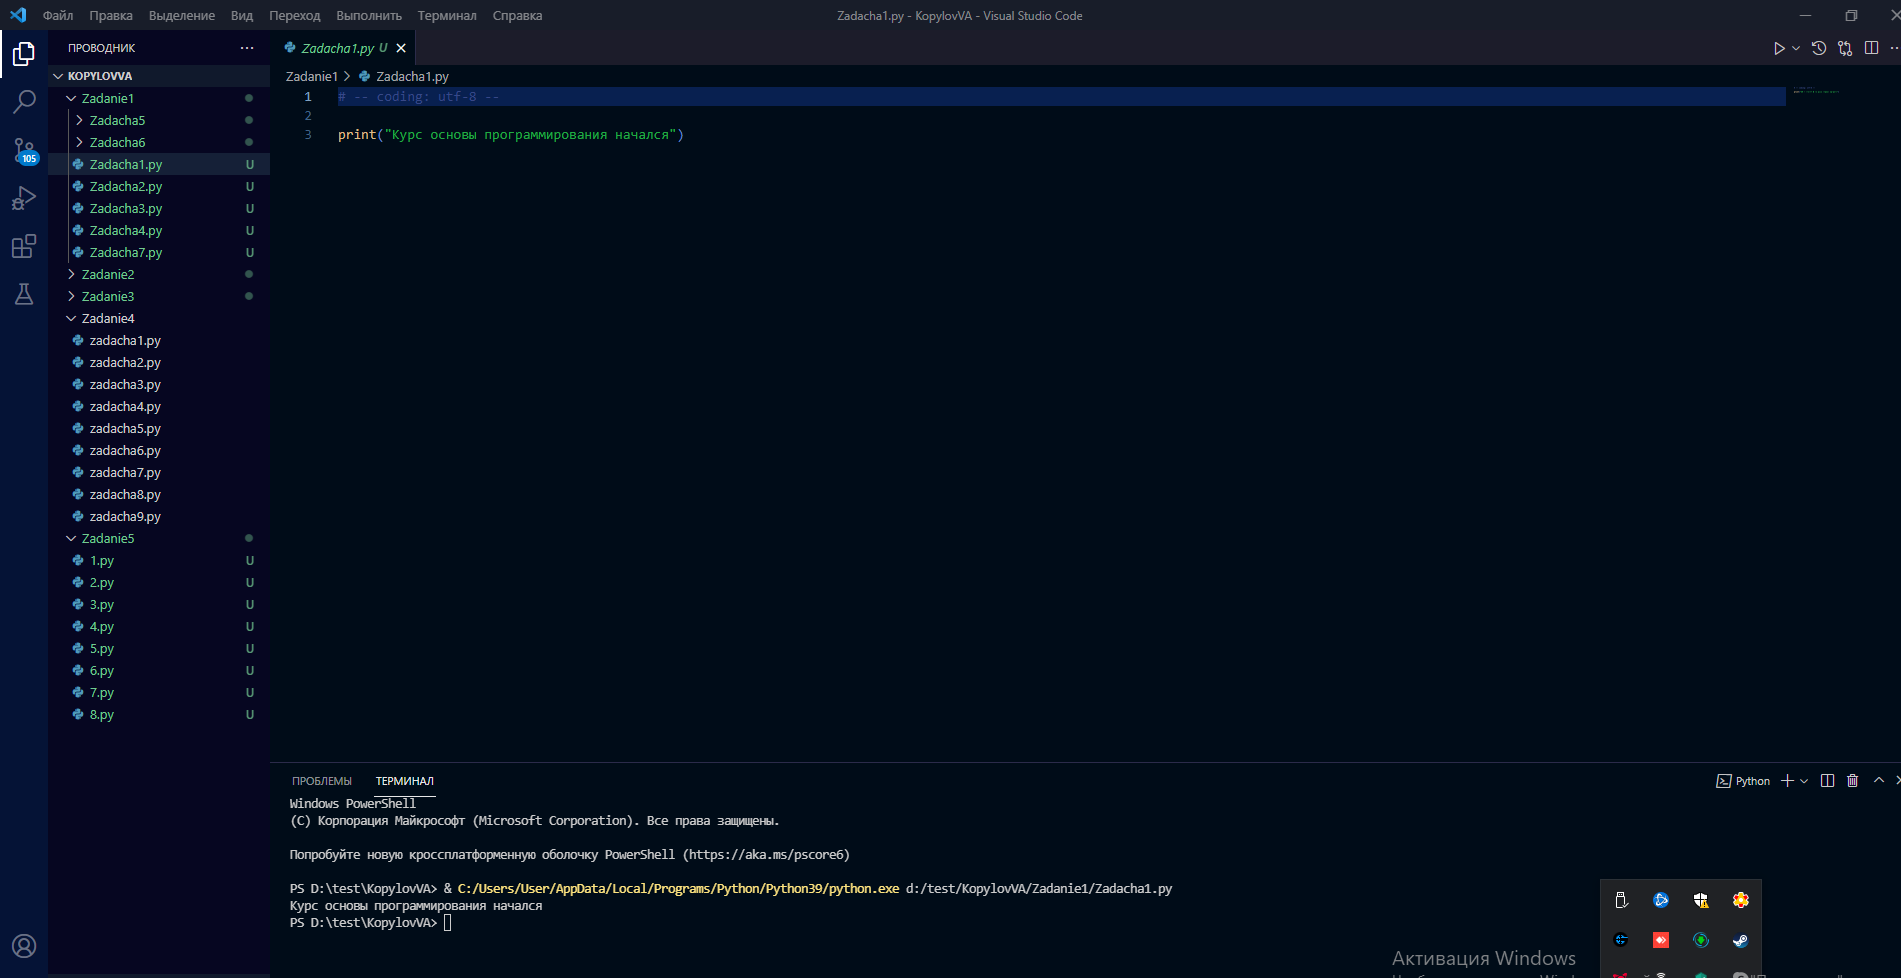 Файл Правка Выделение Вид Переход Выполнить Терминал Справка
Zadacha1.py - KopylovVA - Visual Studio Code
ПРОВОДНИК
KOPYLOVVA
Zadanie1
Zadacha5
Zadacha6
Zadacha1.py U
Zadacha2.py U
Zadacha3.py U
Zadacha4.py U
Zadacha7.py U
Zadanie2
Zadanie3
Zadanie4
zadacha1.py
zadacha2.py
zadacha3.py
zadacha4.py
zadacha5.py
zadacha6.py
zadacha7.py
zadacha8.py
zadacha9.py
Zadanie5
1.py U
2.py U
3.py U
4.py U
5.py U
6.py U
7.py U
8.py U
105
Zadacha1.py U
Zadanie1 > Zadacha1.py
1 # -- coding: utf-8 --
2
3 print("Курс основы программирования начался")
ПРОБЛЕМЫ ТЕРМИНАЛ
Python
Windows PowerShell
(C) Корпорация Майкрософт (Microsoft Corporation). Все права защищены.
Попробуйте новую кроссплатформенную оболочку PowerShell (https://aka.ms/pscore6)
PS D:\test\KopylovVA> & C:/Users/User/AppData/Local/Programs/Python/Python39/python.exe d:/test/KopylovVA/Zadanie1/Zadacha1.py
Курс основы программирования начался
PS D:\test\KopylovVA>
Активация Windows